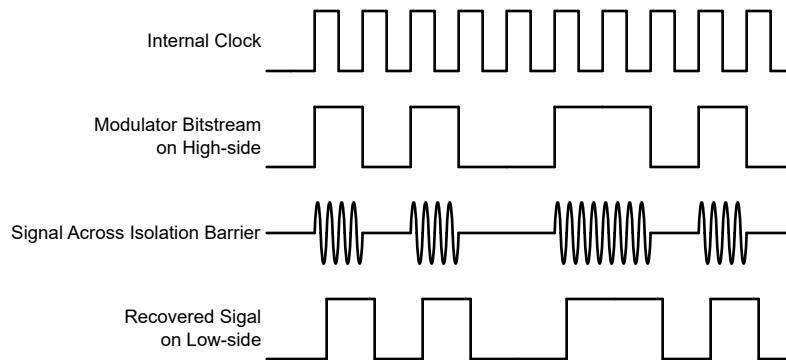 Internal Clock
Modulator Bitstream
on High-side
Signal Across Isolation Barrier
Recovered Sigal
on Low-side